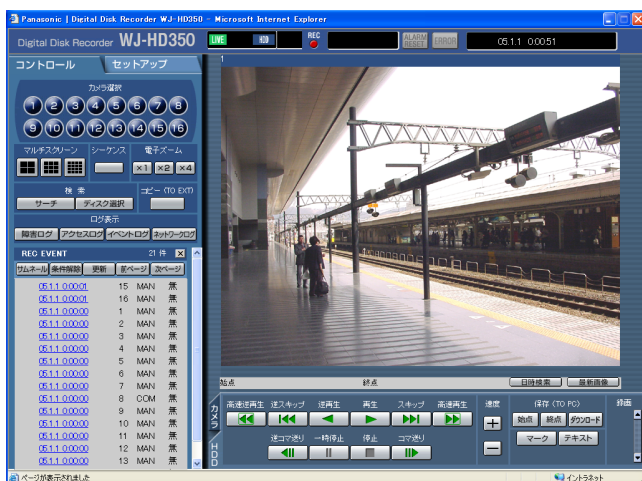 Panasonic | Digital Disk Recorder WJ-HD350 - Microsoft Internet Explorer
Digital Disk Recorder WJ-HD350
LIVE HDD REC ALARM RESET ERROR 05.1.1 0:00:51
コントロール セットアップ
1
カメラ選択
1 2 3 4 5 6 7 8
9 10 11 12 13 14 15 16
マルチスクリーン シーケンス 電子ズーム
×1 ×2 ×4
検索 コピー (TO EXT)
サーチ ディスク選択
ログ表示
障害ログ アクセスログ イベントログ ネットワークログ
REC EVENT 21 件 X
サムネール 条件解除 更新 前ページ 次ページ
05.1.1 0:00:01 15 MAN 無
05.1.1 0:00:01 16 MAN 無
05.1.1 0:00:00 1 MAN 無
05.1.1 0:00:00 2 MAN 無
05.1.1 0:00:00 3 MAN 無
05.1.1 0:00:00 4 MAN 無
05.1.1 0:00:00 5 MAN 無
05.1.1 0:00:00 6 MAN 無
05.1.1 0:00:00 7 MAN 無
05.1.1 0:00:00 8 COM 無
05.1.1 0:00:00 9 MAN 無
05.1.1 0:00:00 10 MAN 無
05.1.1 0:00:00 11 MAN 無
05.1.1 0:00:00 12 MAN 無
05.1.1 0:00:00 13 MAN 無
始点 終点 日時検索 最新画像
カメラ
HDD
高速逆再生 逆スキップ 逆再生 再生 スキップ 高速再生 速度 保存 (TO PC) 録画
始点 終点 ダウンロード
逆コマ送り 一時停止 停止 コマ送り
マーク テキスト
ページが表示されました イントラネット